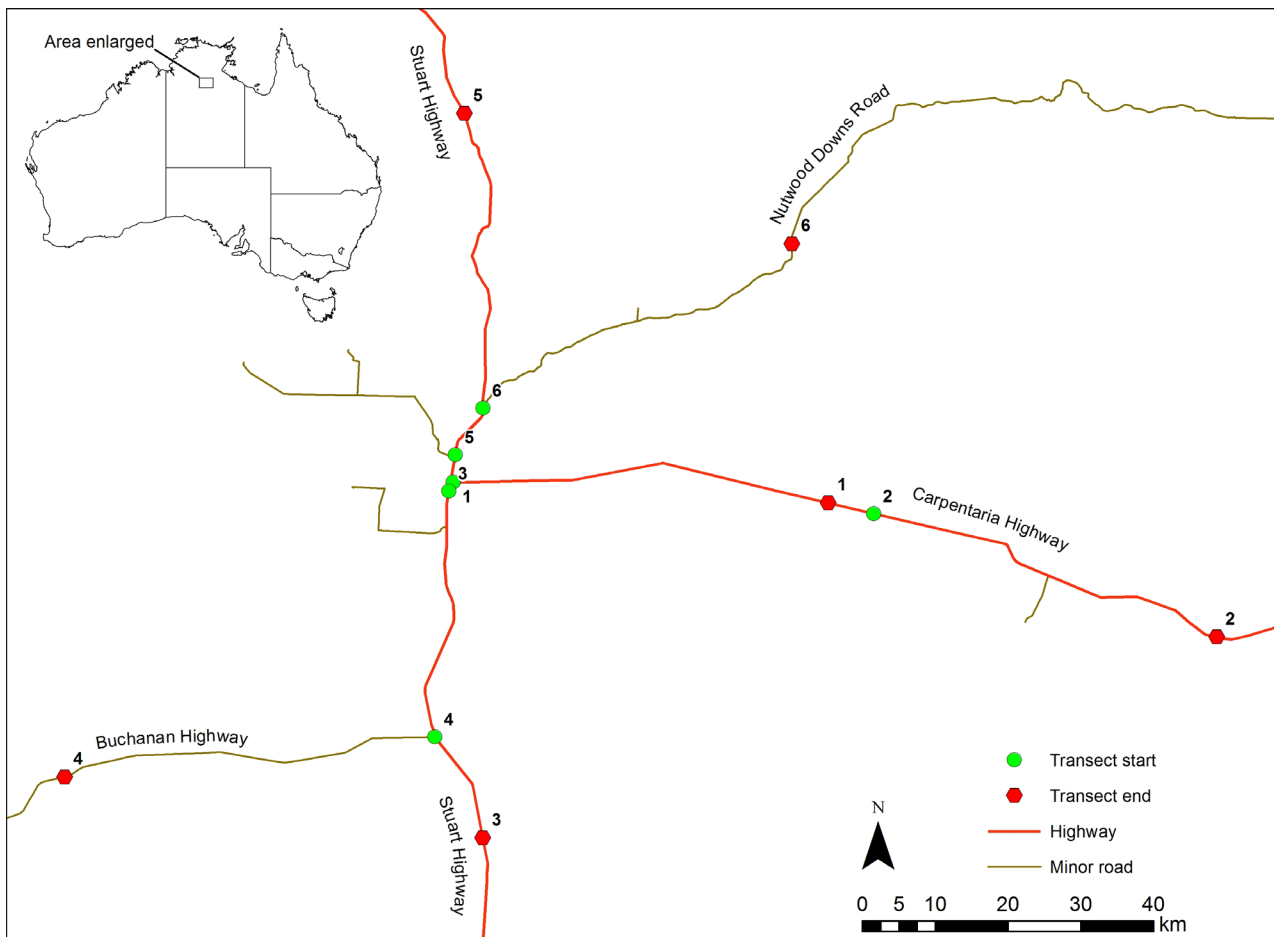 Area enlarged
Stuart Highway
5
Nutwood Downs Road
6
6
5
3
1
1
2
Carpentaria Highway
2
4
Buchanan Highway
4
3
Stuart Highway
Transect start
Transect end
Highway
Minor road
N
0 5 10 20 30 40
km